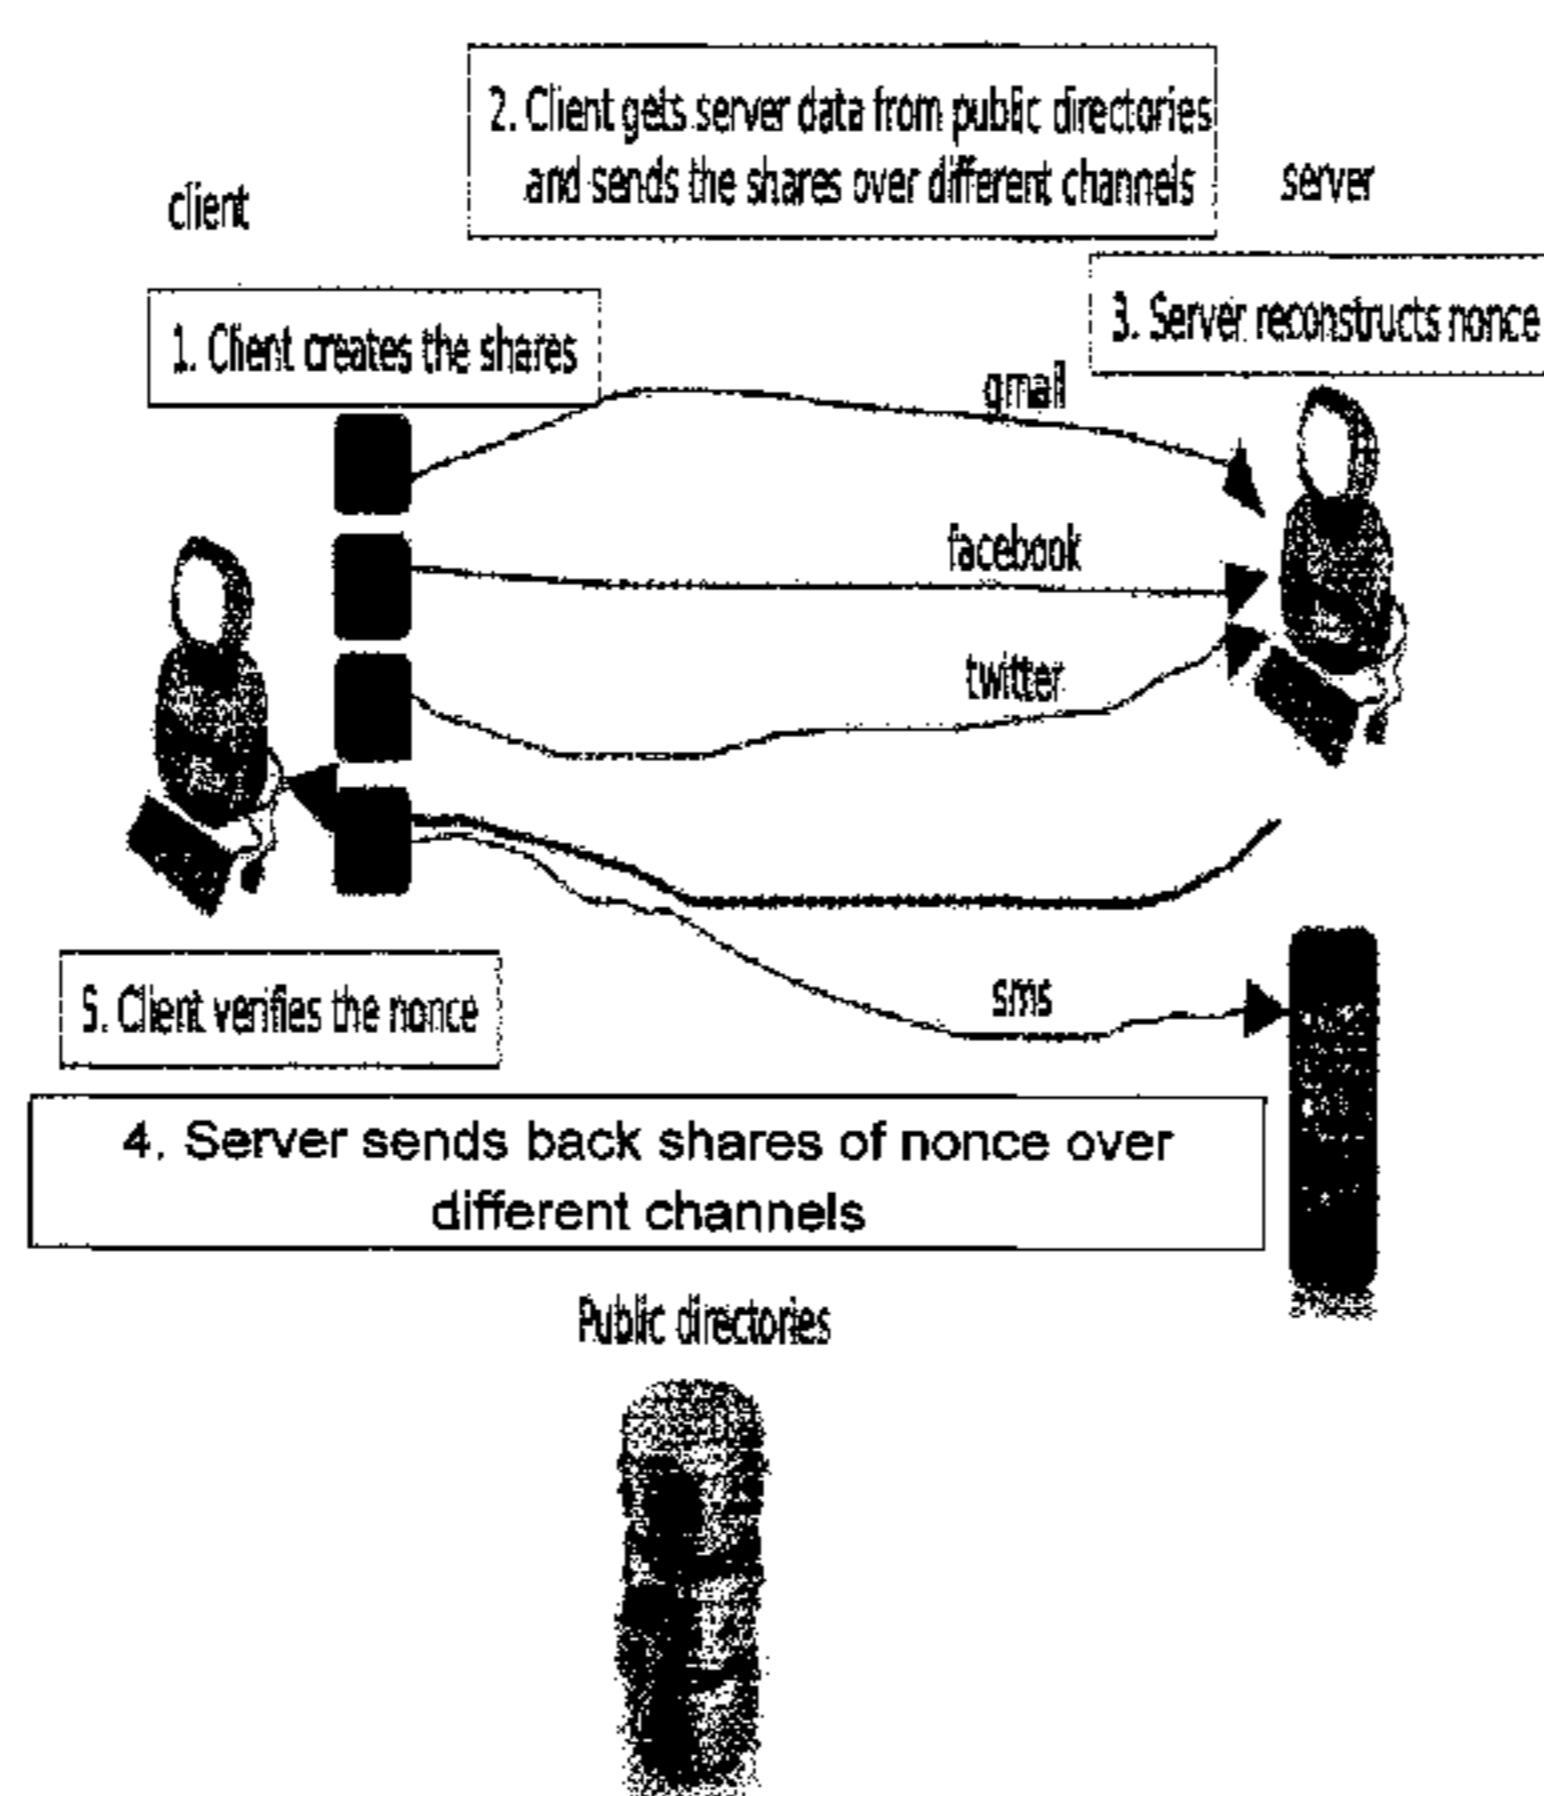 2. Client gets server data from public directories
and sends the shares over different channels
client
server
1. Client creates the shares
3. Server reconstructs nonce
gmail
facebook
twitter
sms
5. Client verifies the nonce
4. Server sends back shares of nonce over
different channels
Public directories